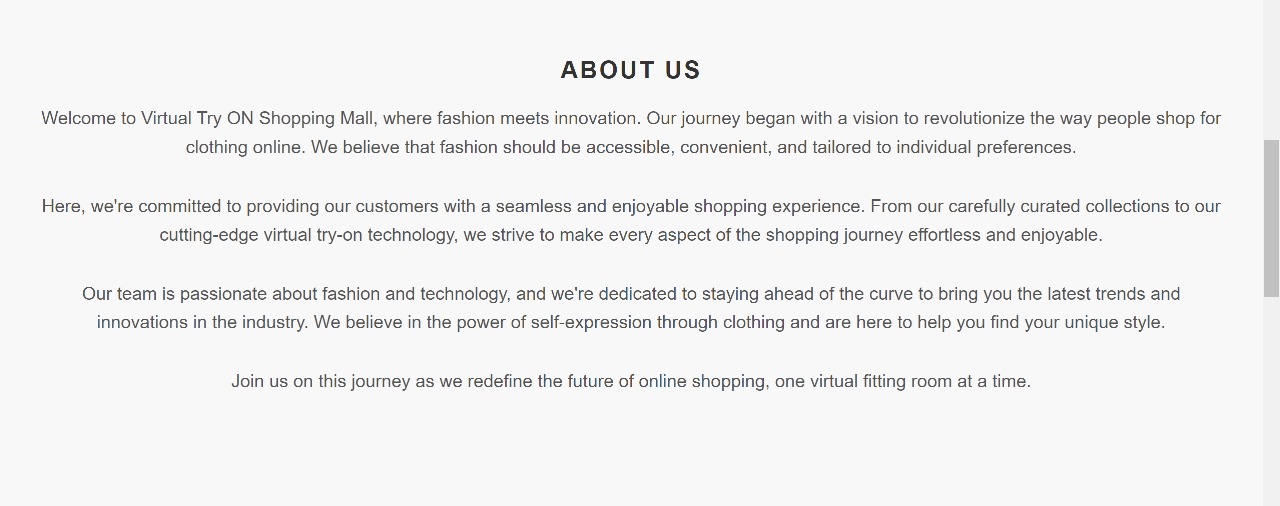 ABOUT US
Welcome to Virtual Try ON Shopping Mall, where fashion meets innovation. Our journey began with a vision to revolutionize the way people shop for
clothing online. We believe that fashion should be accessible, convenient, and tailored to individual preferences.
Here, we're committed to providing our customers with a seamless and enjoyable shopping experience. From our carefully curated collections to our
cutting-edge virtual try-on technology, we strive to make every aspect of the shopping journey effortless and enjoyable.
Our team is passionate about fashion and technology, and we're dedicated to staying ahead of the curve to bring you the latest trends and
innovations in the industry. We believe in the power of self-expression through clothing and are here to help you find your unique style.
Join us on this journey as we redefine the future of online shopping, one virtual fitting room at a time.